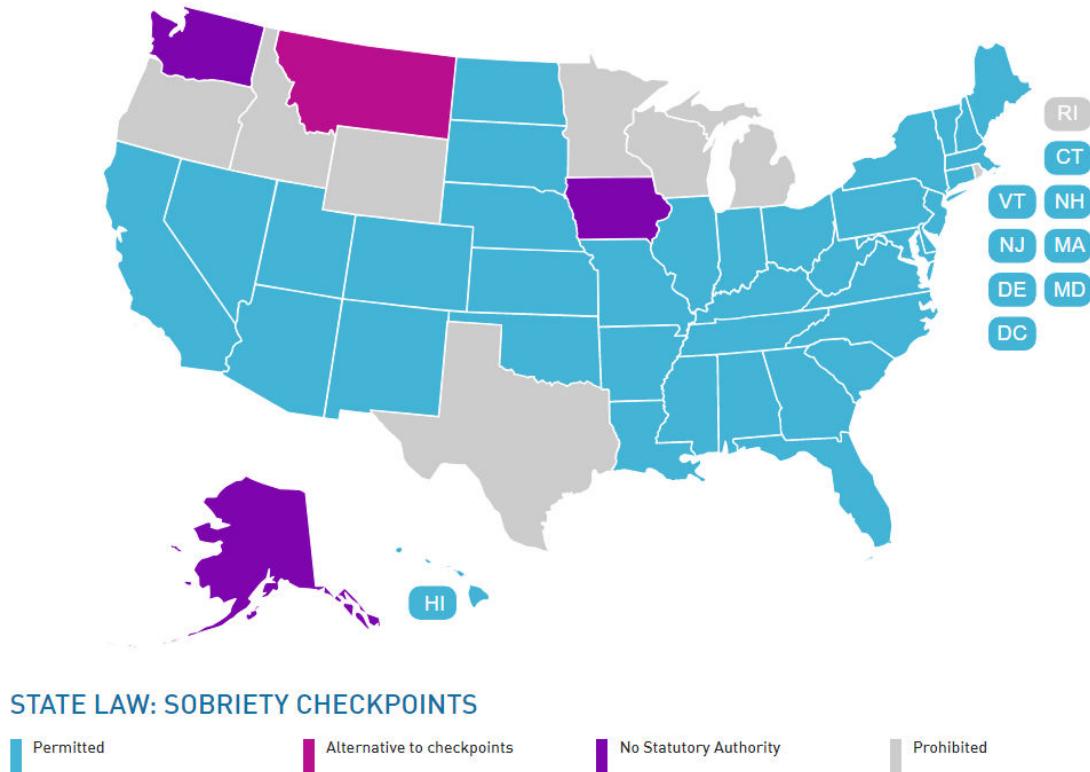 RI
CT
VT NH
NJ MA
DE MD
DC
HI
STATE LAW: SOBRIETY CHECKPOINTS
Permitted Alternative to checkpoints No Statutory Authority Prohibited